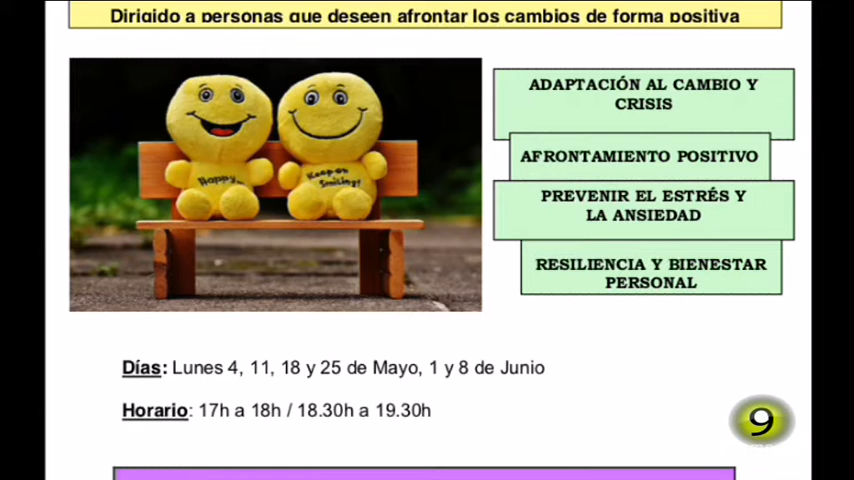 Dirigido a personas que deseen afrontar los cambios de forma positiva
ADAPTACIÓN AL CAMBIO Y
CRISIS
AFRONTAMIENTO POSITIVO
PREVENIR EL ESTRÉS Y
LA ANSIEDAD
RESILIENCIA Y BIENESTAR
PERSONAL
Happy
Keep on
Smiling!
Días: Lunes 4, 11, 18 y 25 de Mayo, 1 y 8 de Junio
Horario: 17h a 18h / 18.30h a 19.30h
9